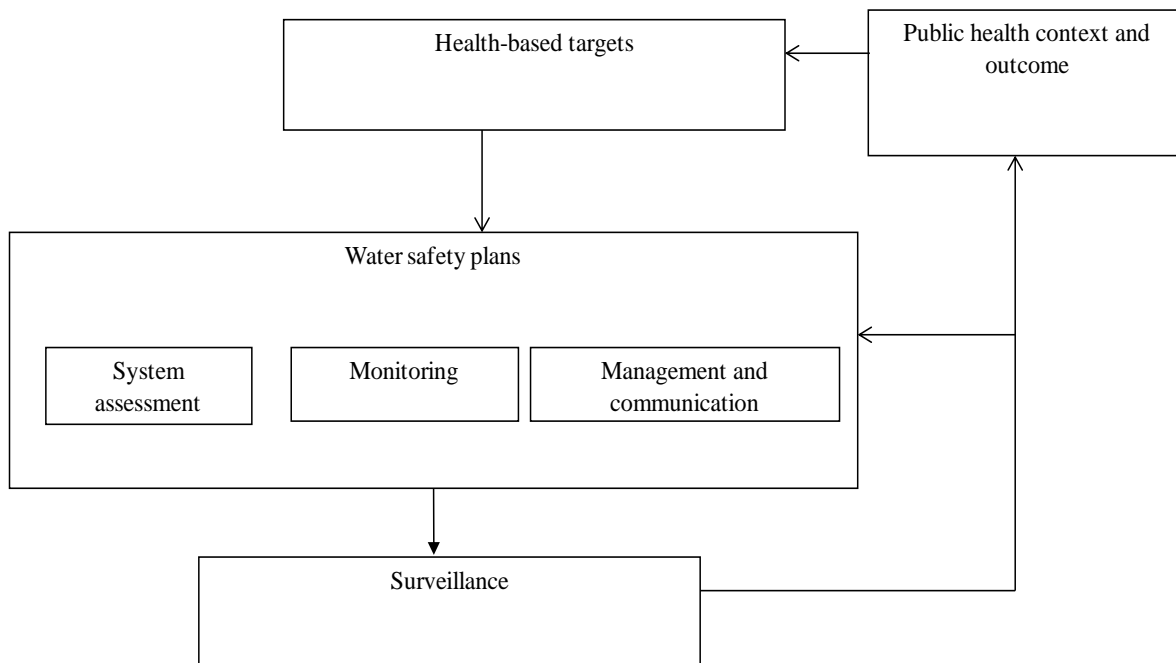 Health-based targets
Public health context and
outcome
Water safety plans
System
assessment
Monitoring
Management and
communication
Surveillance